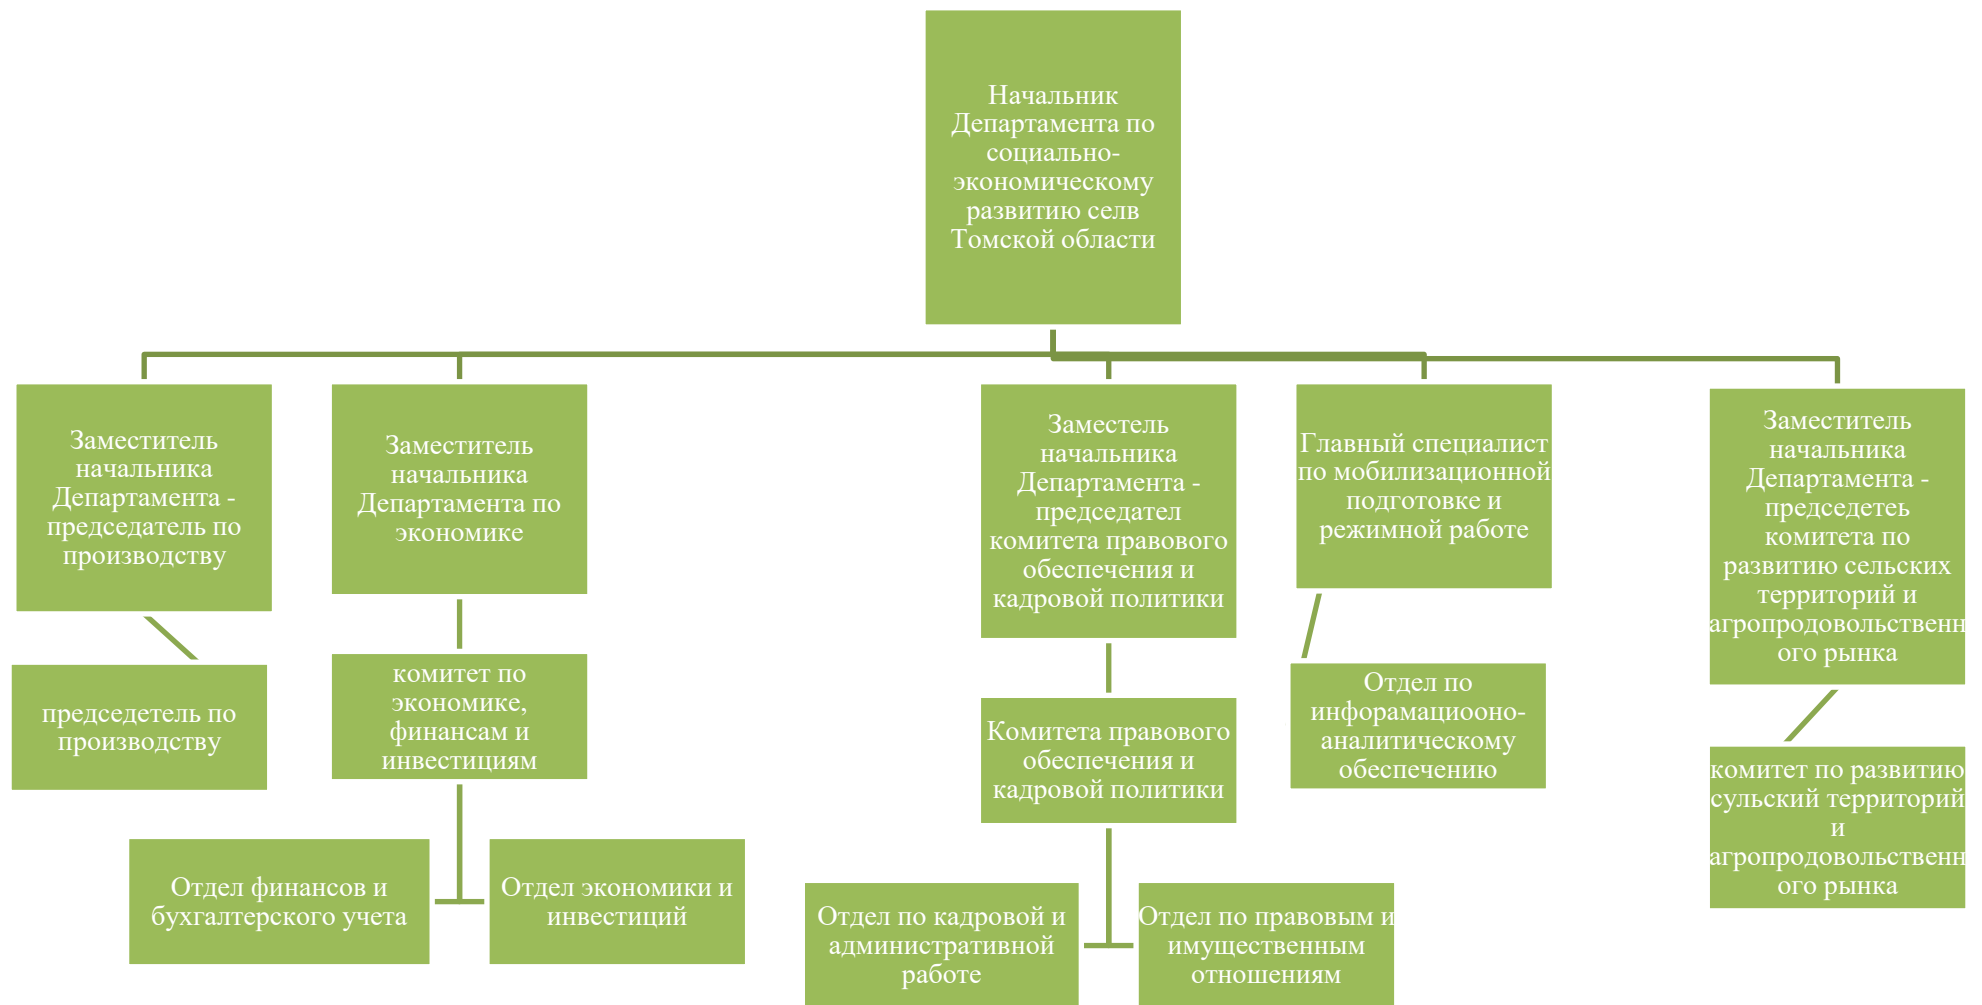 Начальник
Департамента по
социально-
экономическому
развитию селв
Томской области
Заместитель
начальника
Департамента -
председатель по
производству
Заместитель
начальника
Департамента по
экономике
Заместель
начальника
Департамента -
председател
комитета правового
обеспечения и
кадровой политики
Главный специалист
по мобилизационной
подготовке и
режимной работе
Заместитель
начальника
Департамента -
председетеь
комитета по
развитию сельских
территорий и
агропродовольственн
ого рынка
председетель по
производству
комитет по
экономике,
финансам и
инвестициям
Комитета правового
обеспечения и
кадровой политики
Отдел по
инфорамациооно-
аналитическому
обеспечению
комитет по развитию
сульский территорий
и
агропродовольственн
ого рынка
Отдел финансов и
бухгалтерского учета
Отдел экономики и
инвестиций
Отдел по кадровой и
административной
работе
Отдел по правовым и
имущественным
отношениям